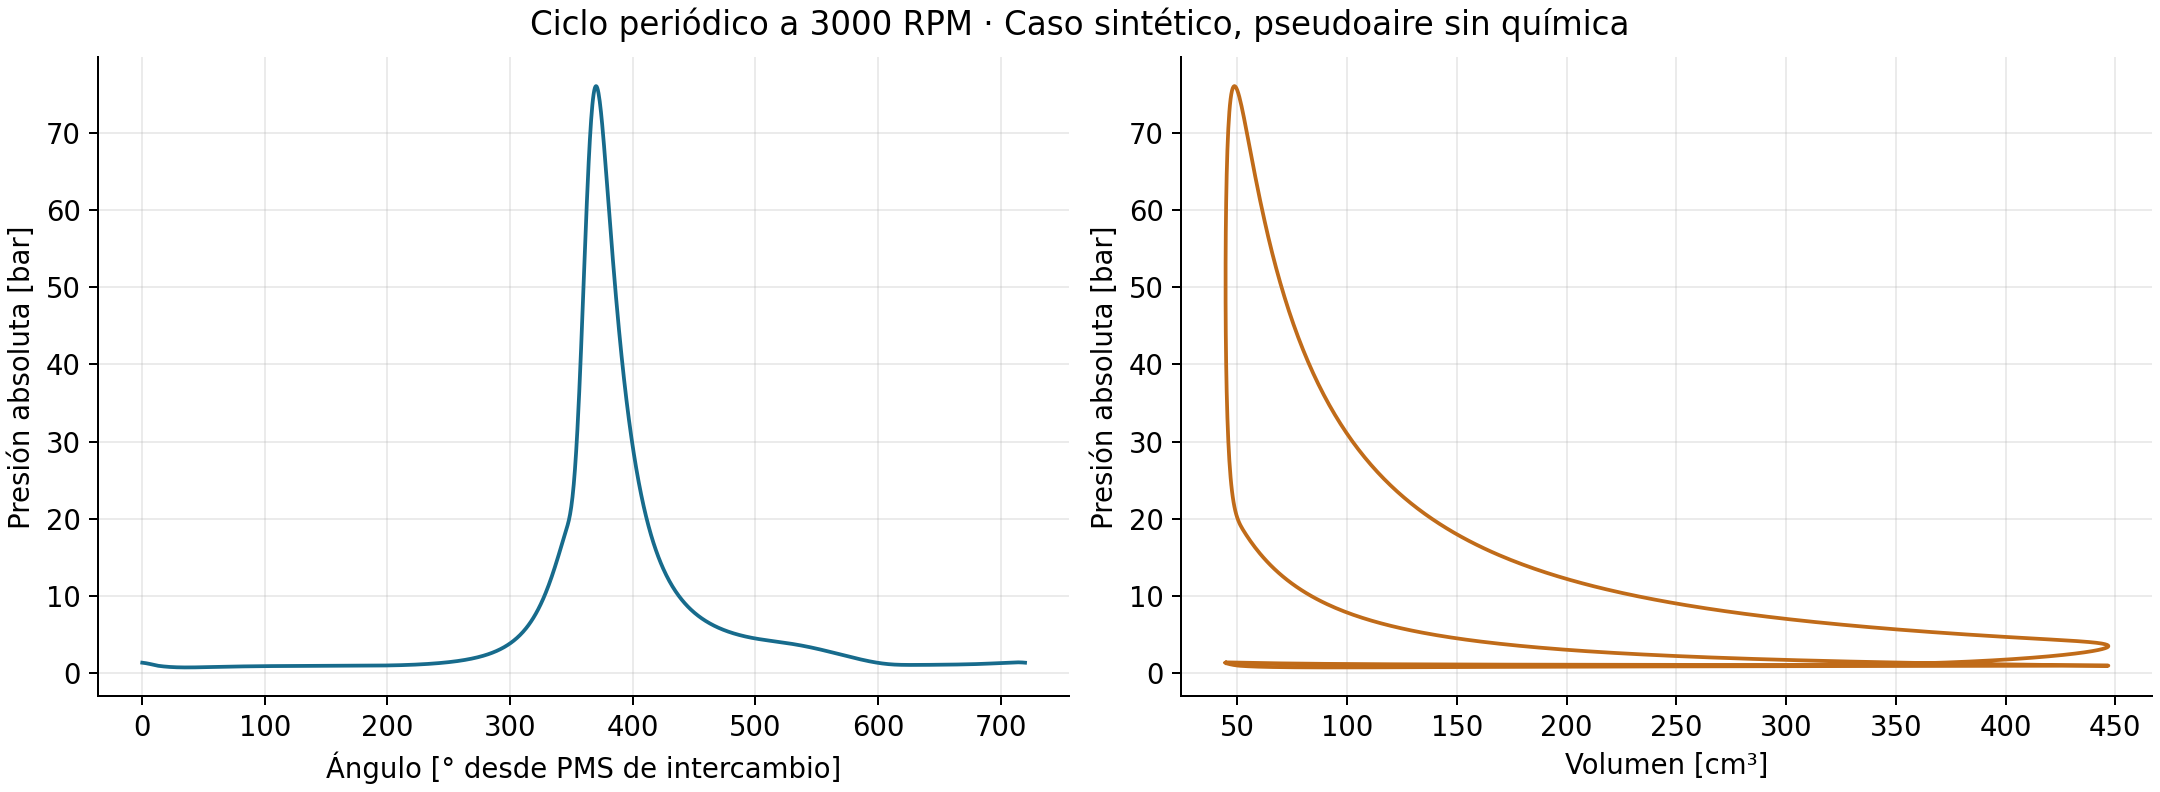 Ciclo periódico a 3000 RPM · Caso sintético, pseudoaire sin química
Presión absoluta [bar]
70
60
50
40
30
20
10
0
0 100 200 300 400 500 600 700
Ángulo [° desde PMS de intercambio]
Presión absoluta [bar]
70
60
50
40
30
20
10
0
50 100 150 200 250 300 350 400 450
Volumen [cm³]